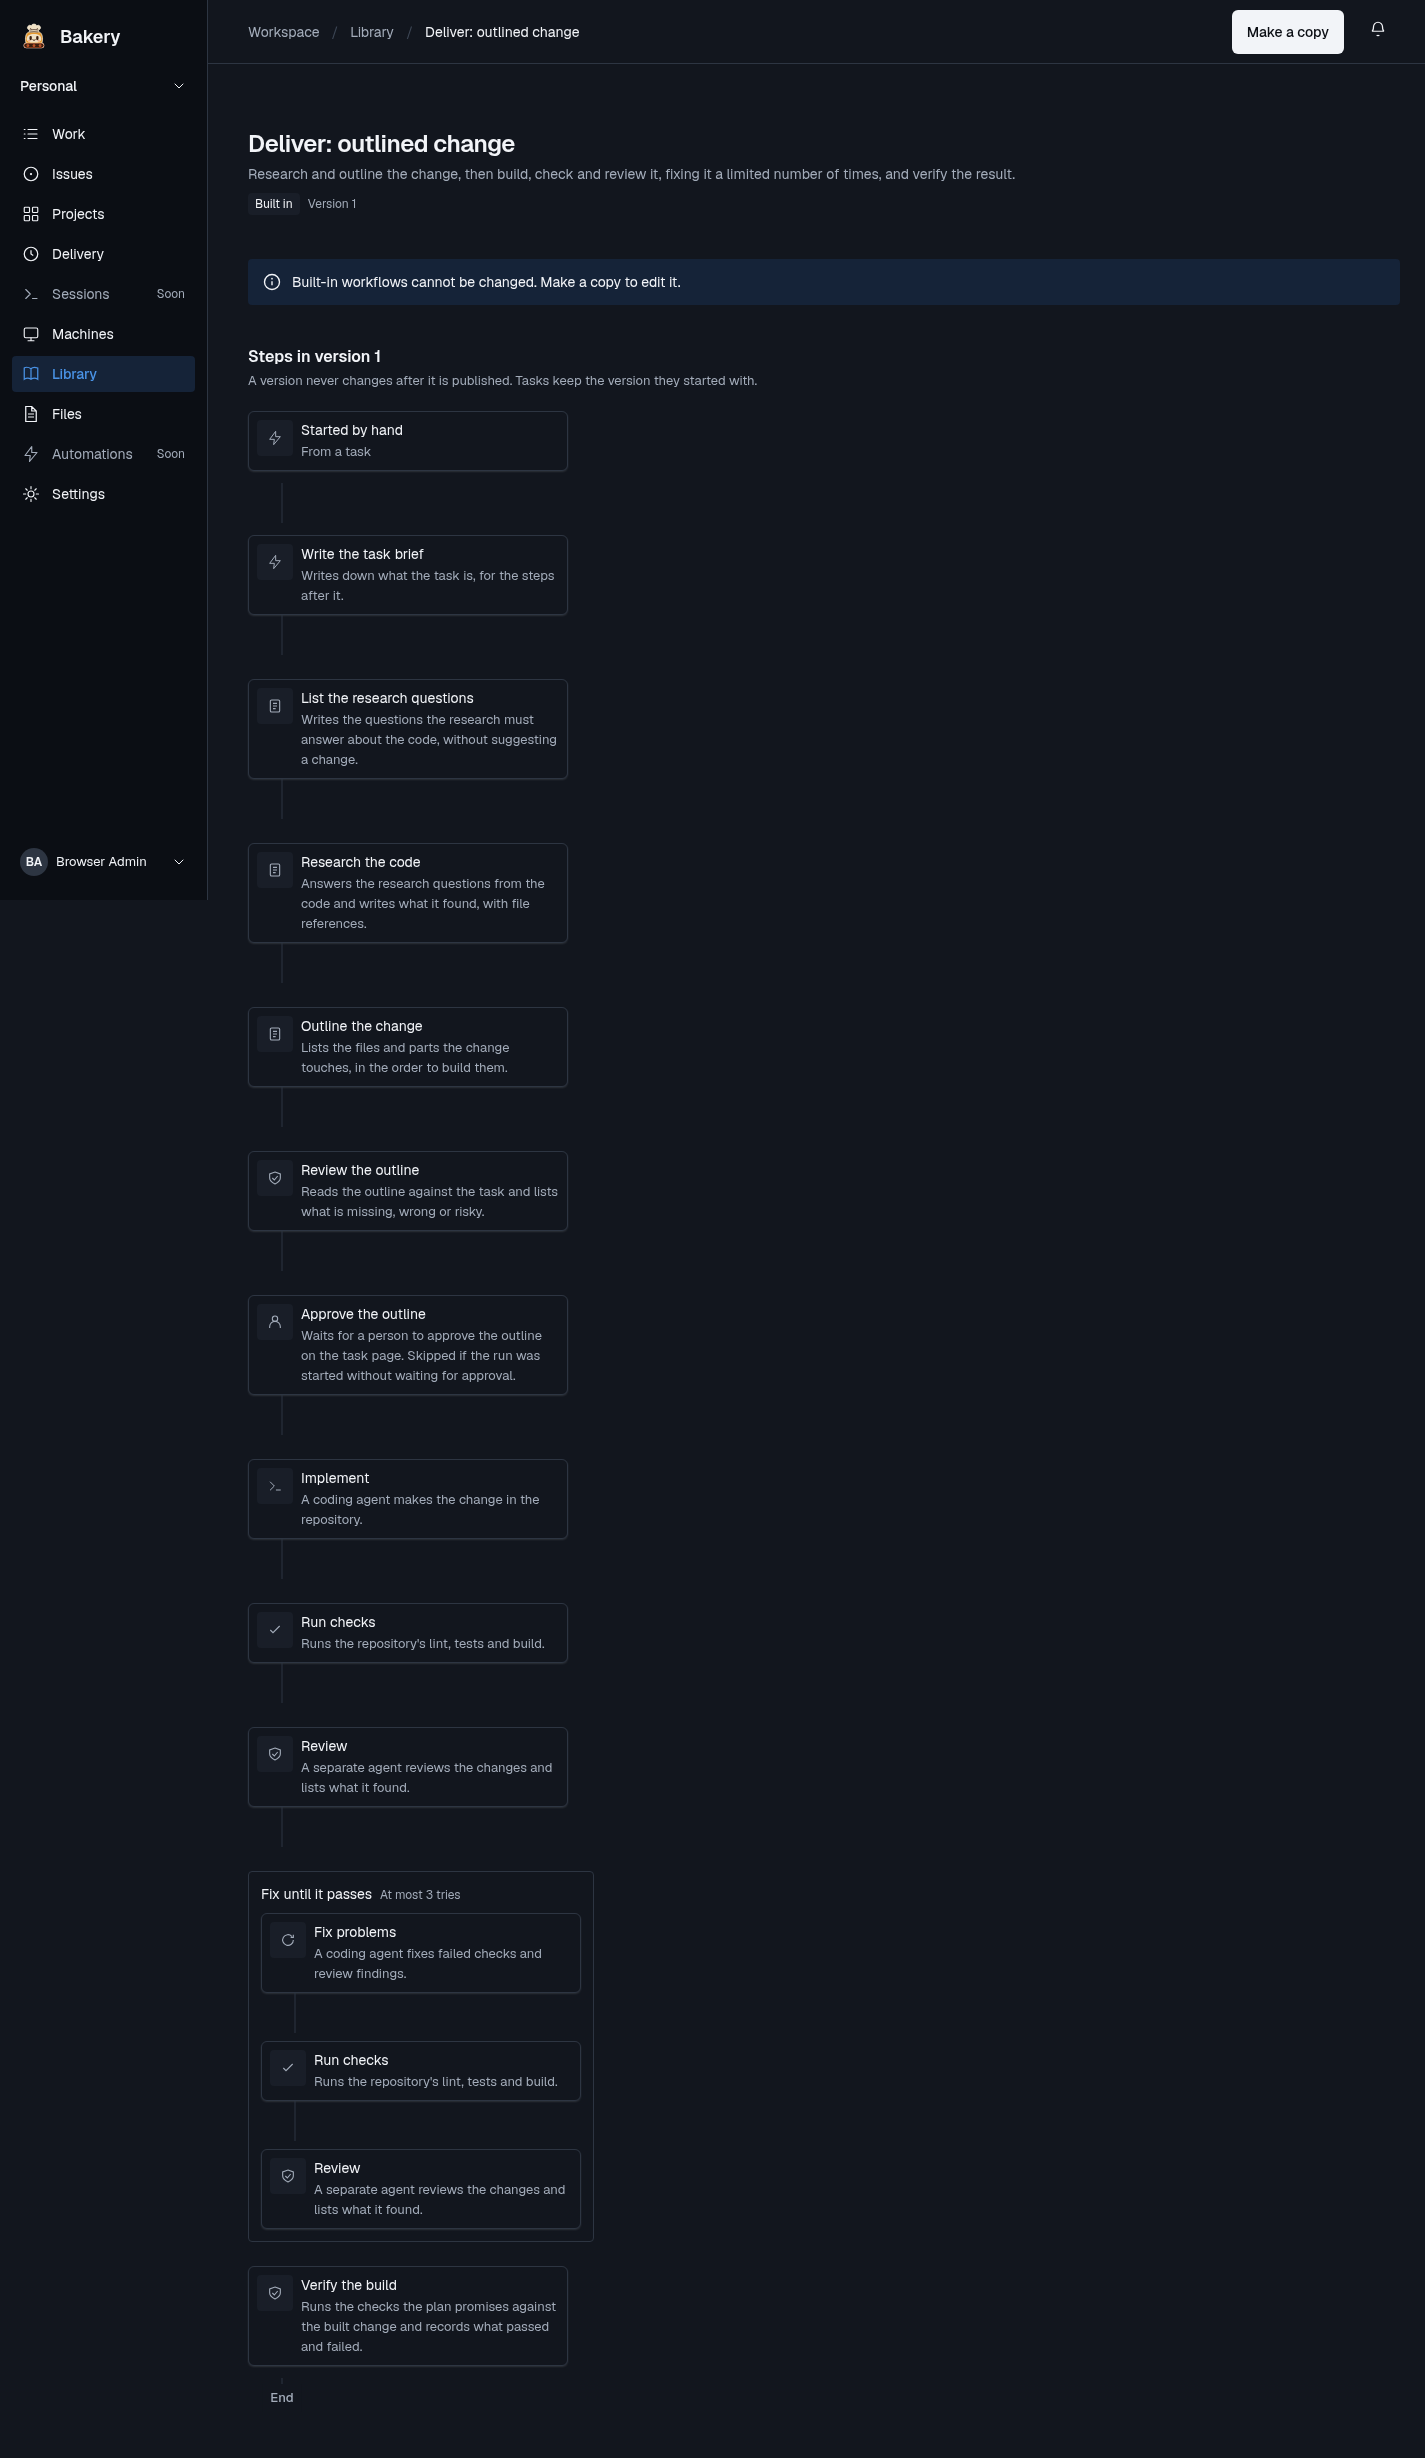 Bakery
Personal
Work
Issues
Projects
Delivery
Sessions Soon
Machines
Library
Files
Automations Soon
Settings
BA Browser Admin
Workspace / Library / Deliver: outlined change
Make a copy
Deliver: outlined change
Research and outline the change, then build, check and review it, fixing it a limited number of times, and verify the result.
Built in Version 1
Built-in workflows cannot be changed. Make a copy to edit it.
Steps in version 1
A version never changes after it is published. Tasks keep the version they started with.
Started by hand
From a task
Write the task brief
Writes down what the task is, for the steps
after it.
List the research questions
Writes the questions the research must
answer about the code, without suggesting
a change.
Research the code
Answers the research questions from the
code and writes what it found, with file
references.
Outline the change
Lists the files and parts the change
touches, in the order to build them.
Review the outline
Reads the outline against the task and lists
what is missing, wrong or risky.
Approve the outline
Waits for a person to approve the outline
on the task page. Skipped if the run was
started without waiting for approval.
Implement
A coding agent makes the change in the
repository.
Run checks
Runs the repository's lint, tests and build.
Review
A separate agent reviews the changes and
lists what it found.
Fix until it passes At most 3 tries
Fix problems
A coding agent fixes failed checks and
review findings.
Run checks
Runs the repository's lint, tests and build.
Review
A separate agent reviews the changes and
lists what it found.
Verify the build
Runs the checks the plan promises against
the built change and records what passed
and failed.
End